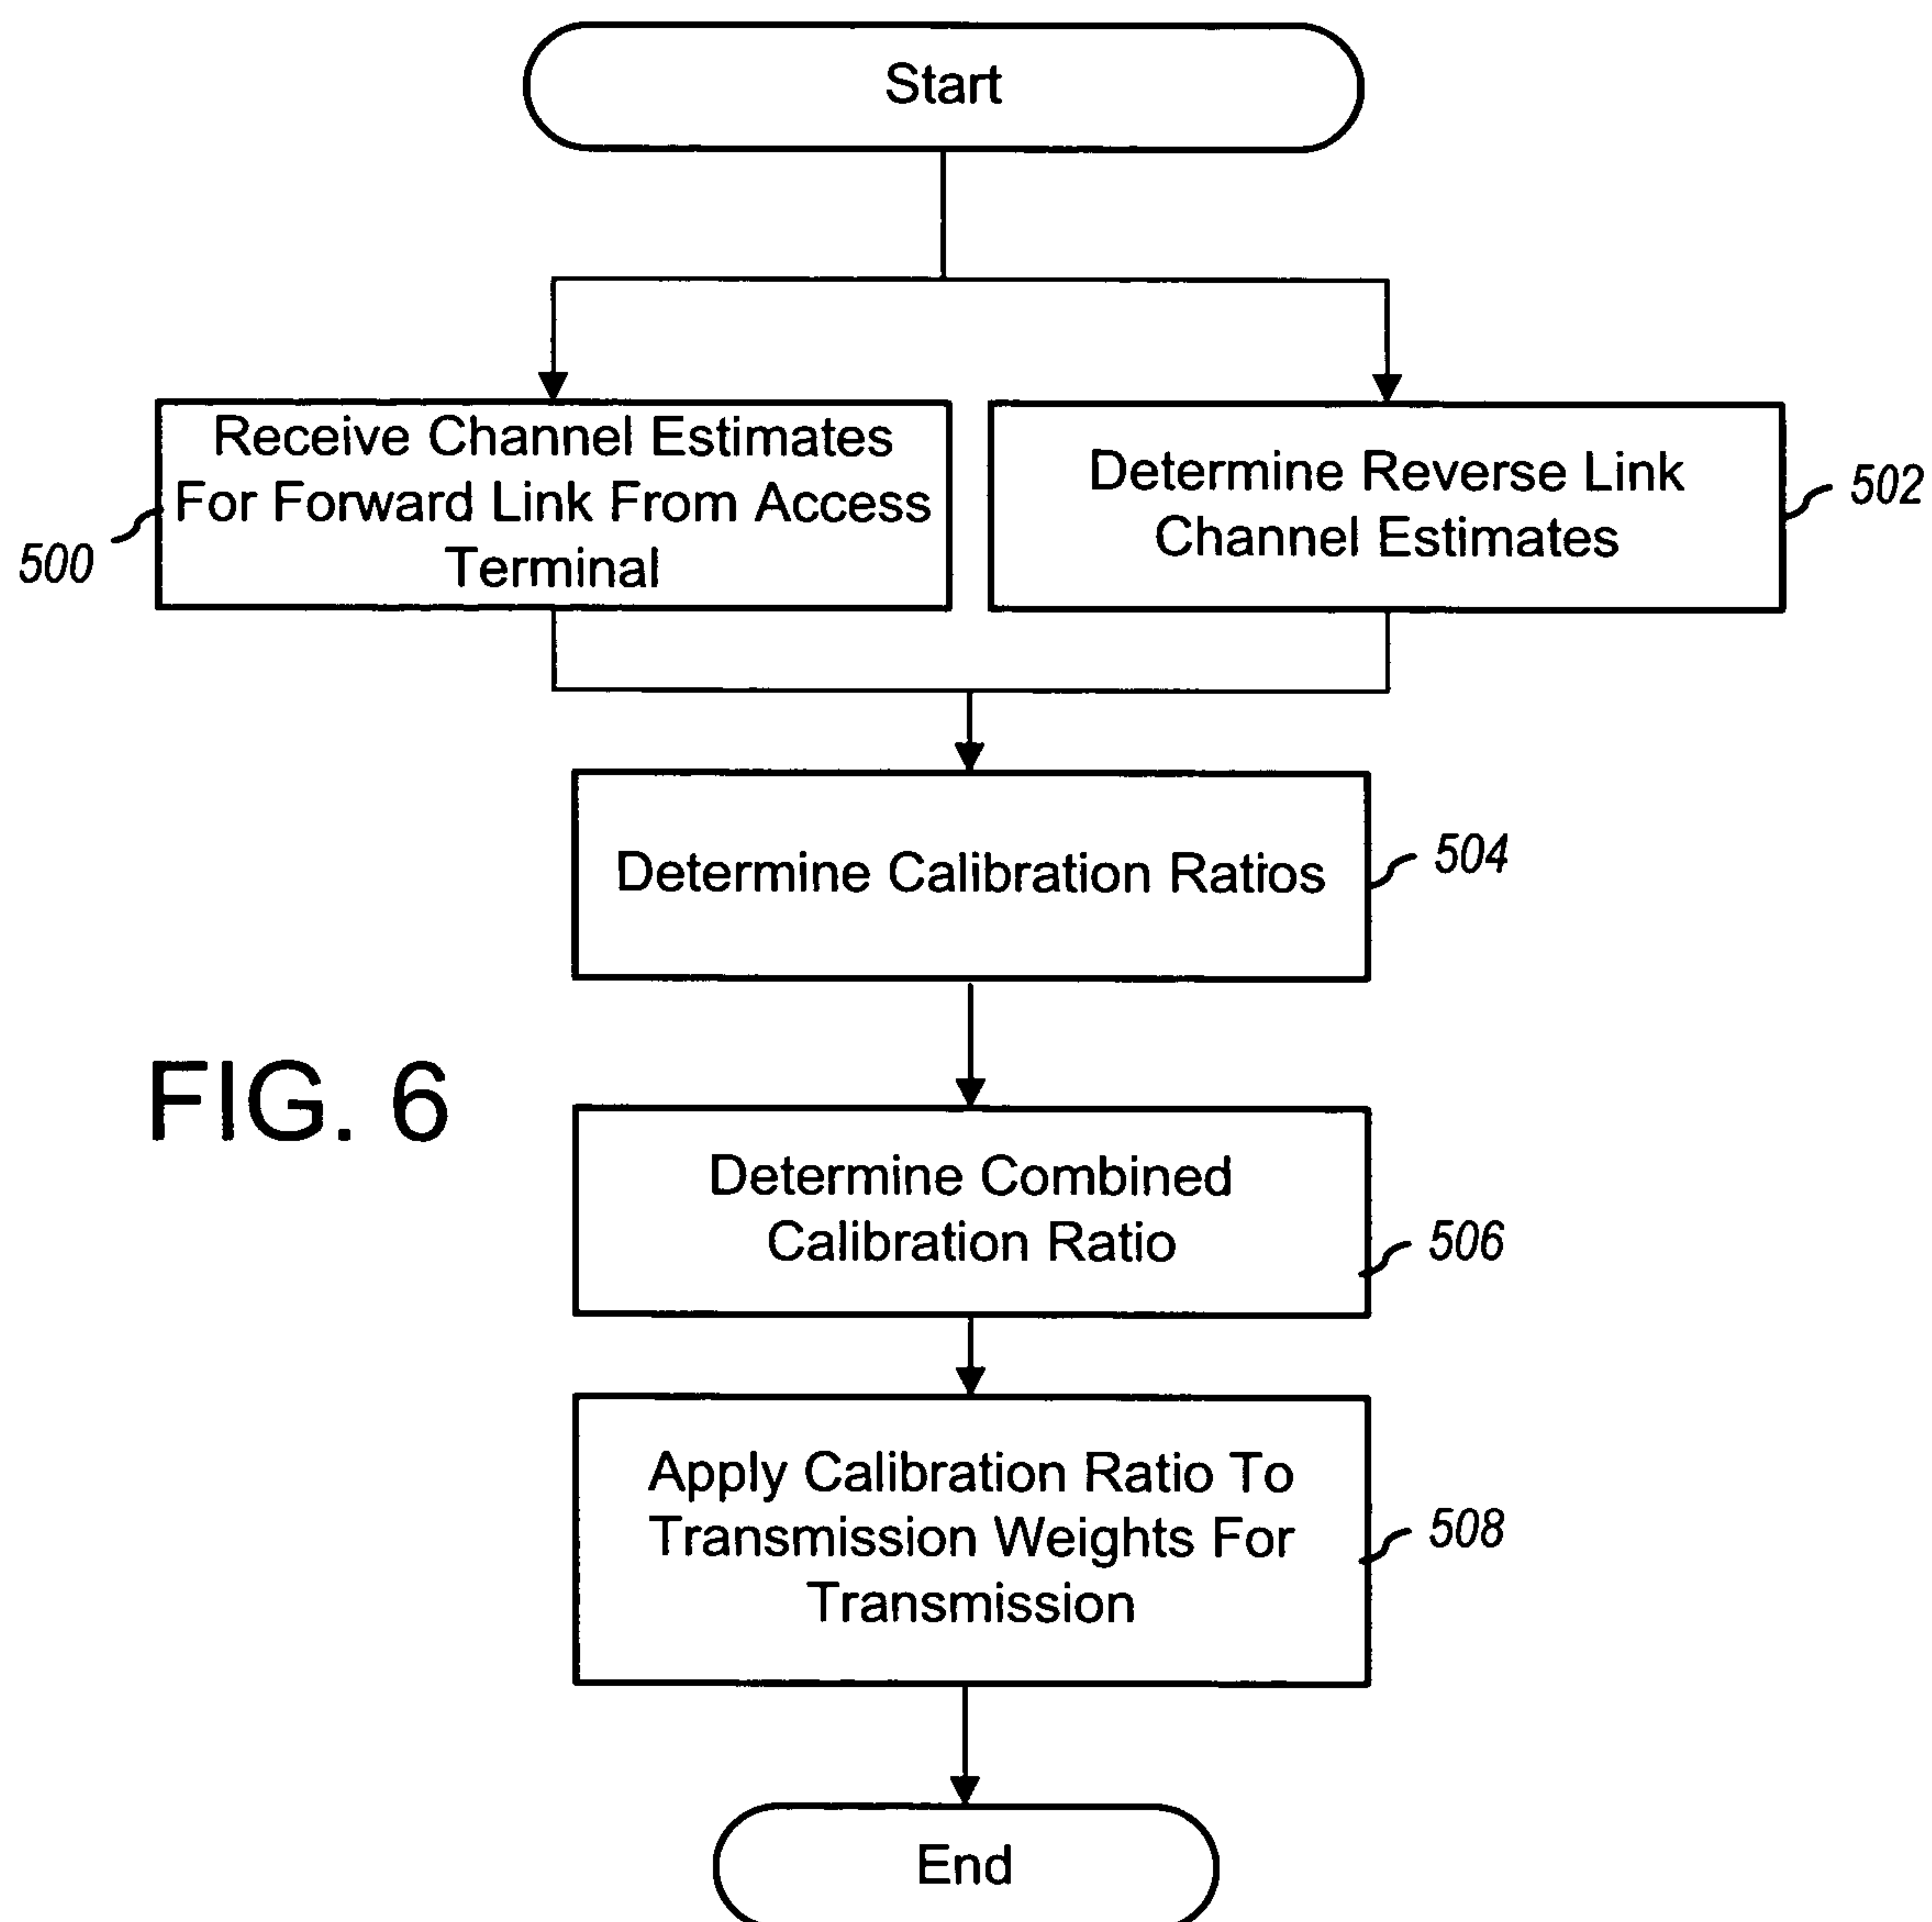 Start
Receive Channel Estimates
For Forward Link From Access
Terminal
500
Determine Reverse Link
Channel Estimates
502
Determine Calibration Ratios
504
FIG. 6
Determine Combined
Calibration Ratio
506
Apply Calibration Ratio To
Transmission Weights For
Transmission
508
End